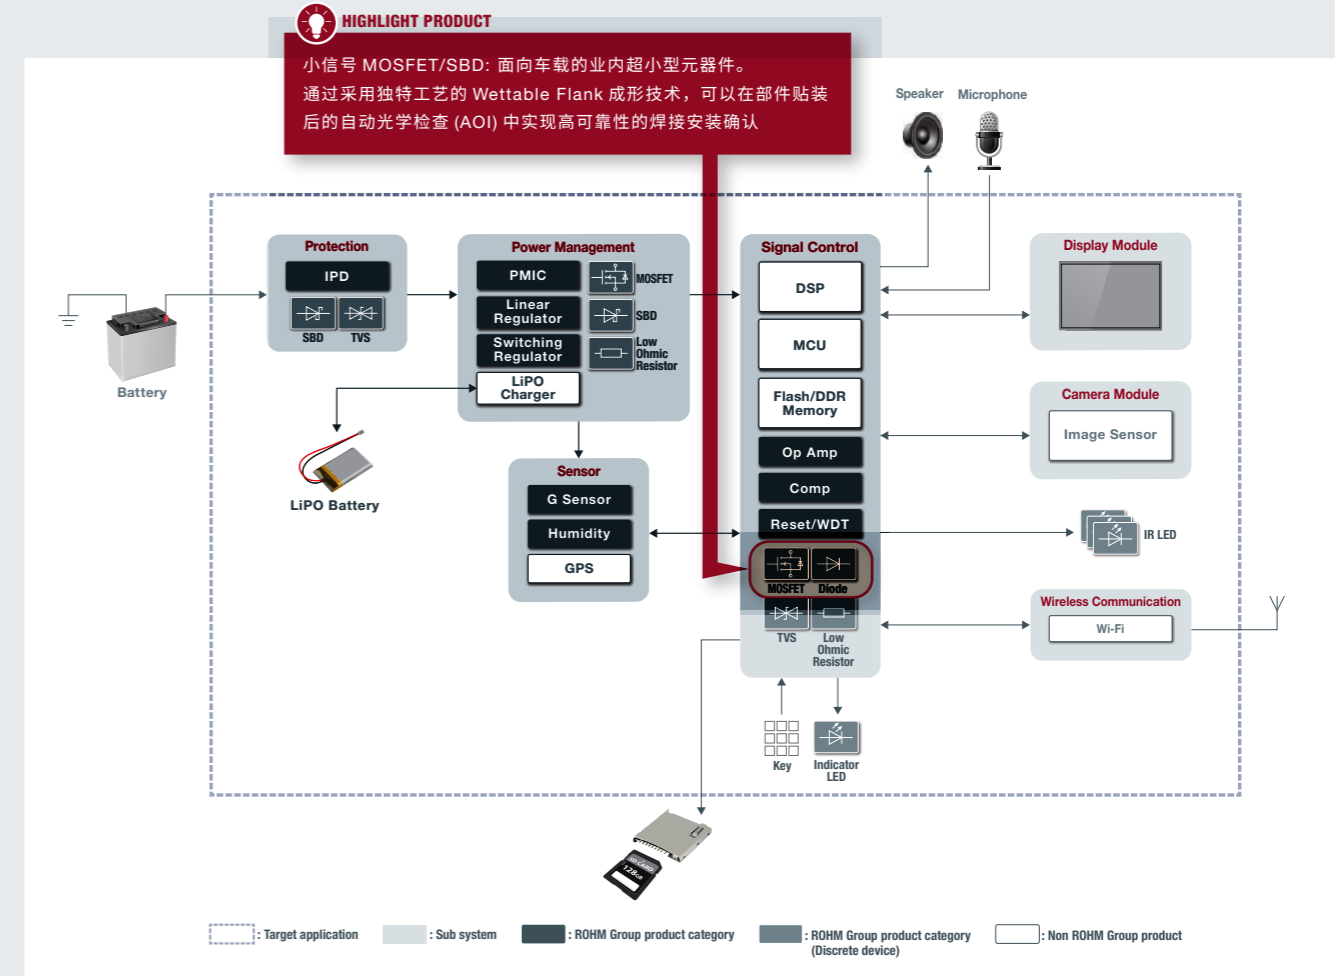 HIGHLIGHT PRODUCT
小信号 MOSFET/SBD: 面向车载的业内超小型元器件。
通过采用独特工艺的 Wettable Flank 成形技术，可以在部件贴装
后的自动光学检查 (AOI) 中实现高可靠性的焊接安装确认
Speaker
Microphone
Protection
IPD
SBD
TVS
Battery
Power Management
PMIC
MOSFET
Linear
Regulator
SBD
Switching
Regulator
Low
Ohmic
Resistor
LiPO
Charger
LiPO Battery
Sensor
G Sensor
Humidity
GPS
Signal Control
DSP
MCU
Flash/DDR
Memory
Op Amp
Comp
Reset/WDT
MOSFET
Diode
TVS
Low
Ohmic
Resistor
Key
Indicator
LED
Display Module
Camera Module
Image Sensor
IR LED
Wireless Communication
Wi-Fi
SD CARD
128GB
: Target application
: Sub system
: ROHM Group product category
: ROHM Group product category
(Discrete device)
: Non ROHM Group product